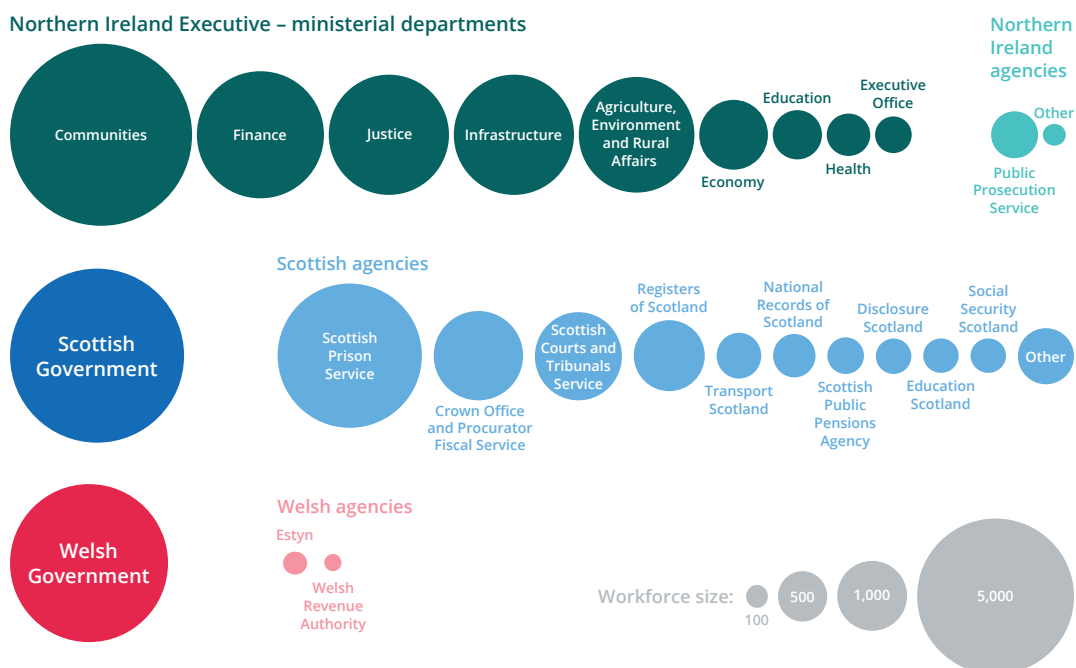 Northern Ireland Executive – ministerial departments
Northern
Ireland
agencies
Communities
Finance
Justice
Infrastructure
Agriculture,
Environment
and Rural
Affairs
Economy
Education
Health
Executive
Office
Public
Prosecution
Service
Other
Scottish
Government
Scottish agencies
Scottish
Prison
Service
Crown Office
and Procurator
Fiscal Service
Scottish
Courts and
Tribunals
Service
Registers
of Scotland
Transport
Scotland
National
Records of
Scotland
Scottish
Public
Pensions
Agency
Disclosure
Scotland
Education
Scotland
Social
Security
Scotland
Other
Welsh
Government
Welsh agencies
Estyn
Welsh
Revenue
Authority
Workforce size:
100
500
1,000
5,000